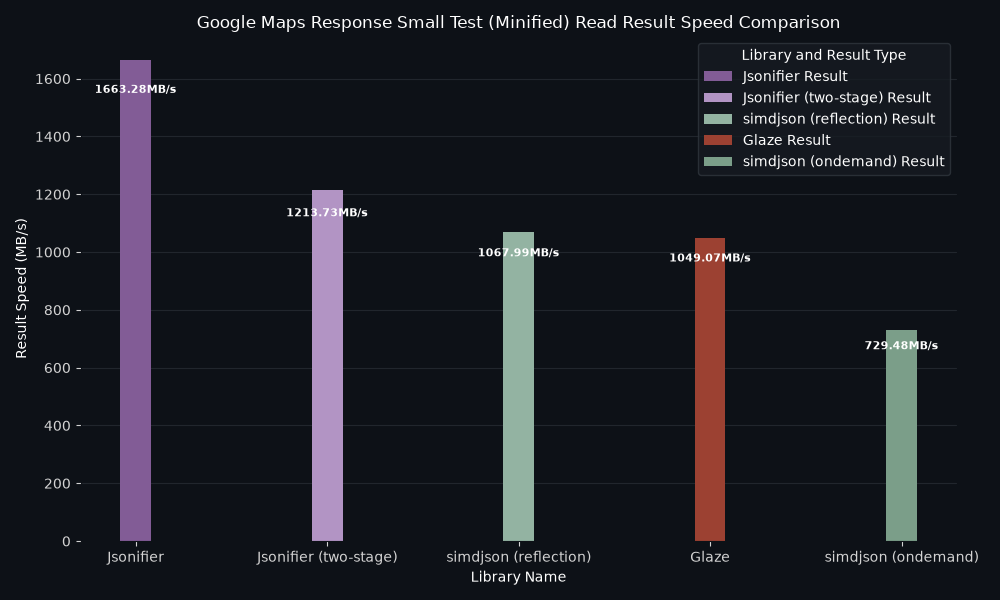 Google Maps Response Small Test (Minified) Read Result Speed Comparison
Library and Result Type
Jsonifier Result
Jsonifier (two-stage) Result
simdjson (reflection) Result
Glaze Result
simdjson (ondemand) Result
Result Speed (MB/s)
1600
1400
1200
1000
800
600
400
200
0
1663.28MB/s
1213.73MB/s
1067.99MB/s
1049.07MB/s
729.48MB/s
Jsonifier
Jsonifier (two-stage)
simdjson (reflection)
Glaze
simdjson (ondemand)
Library Name